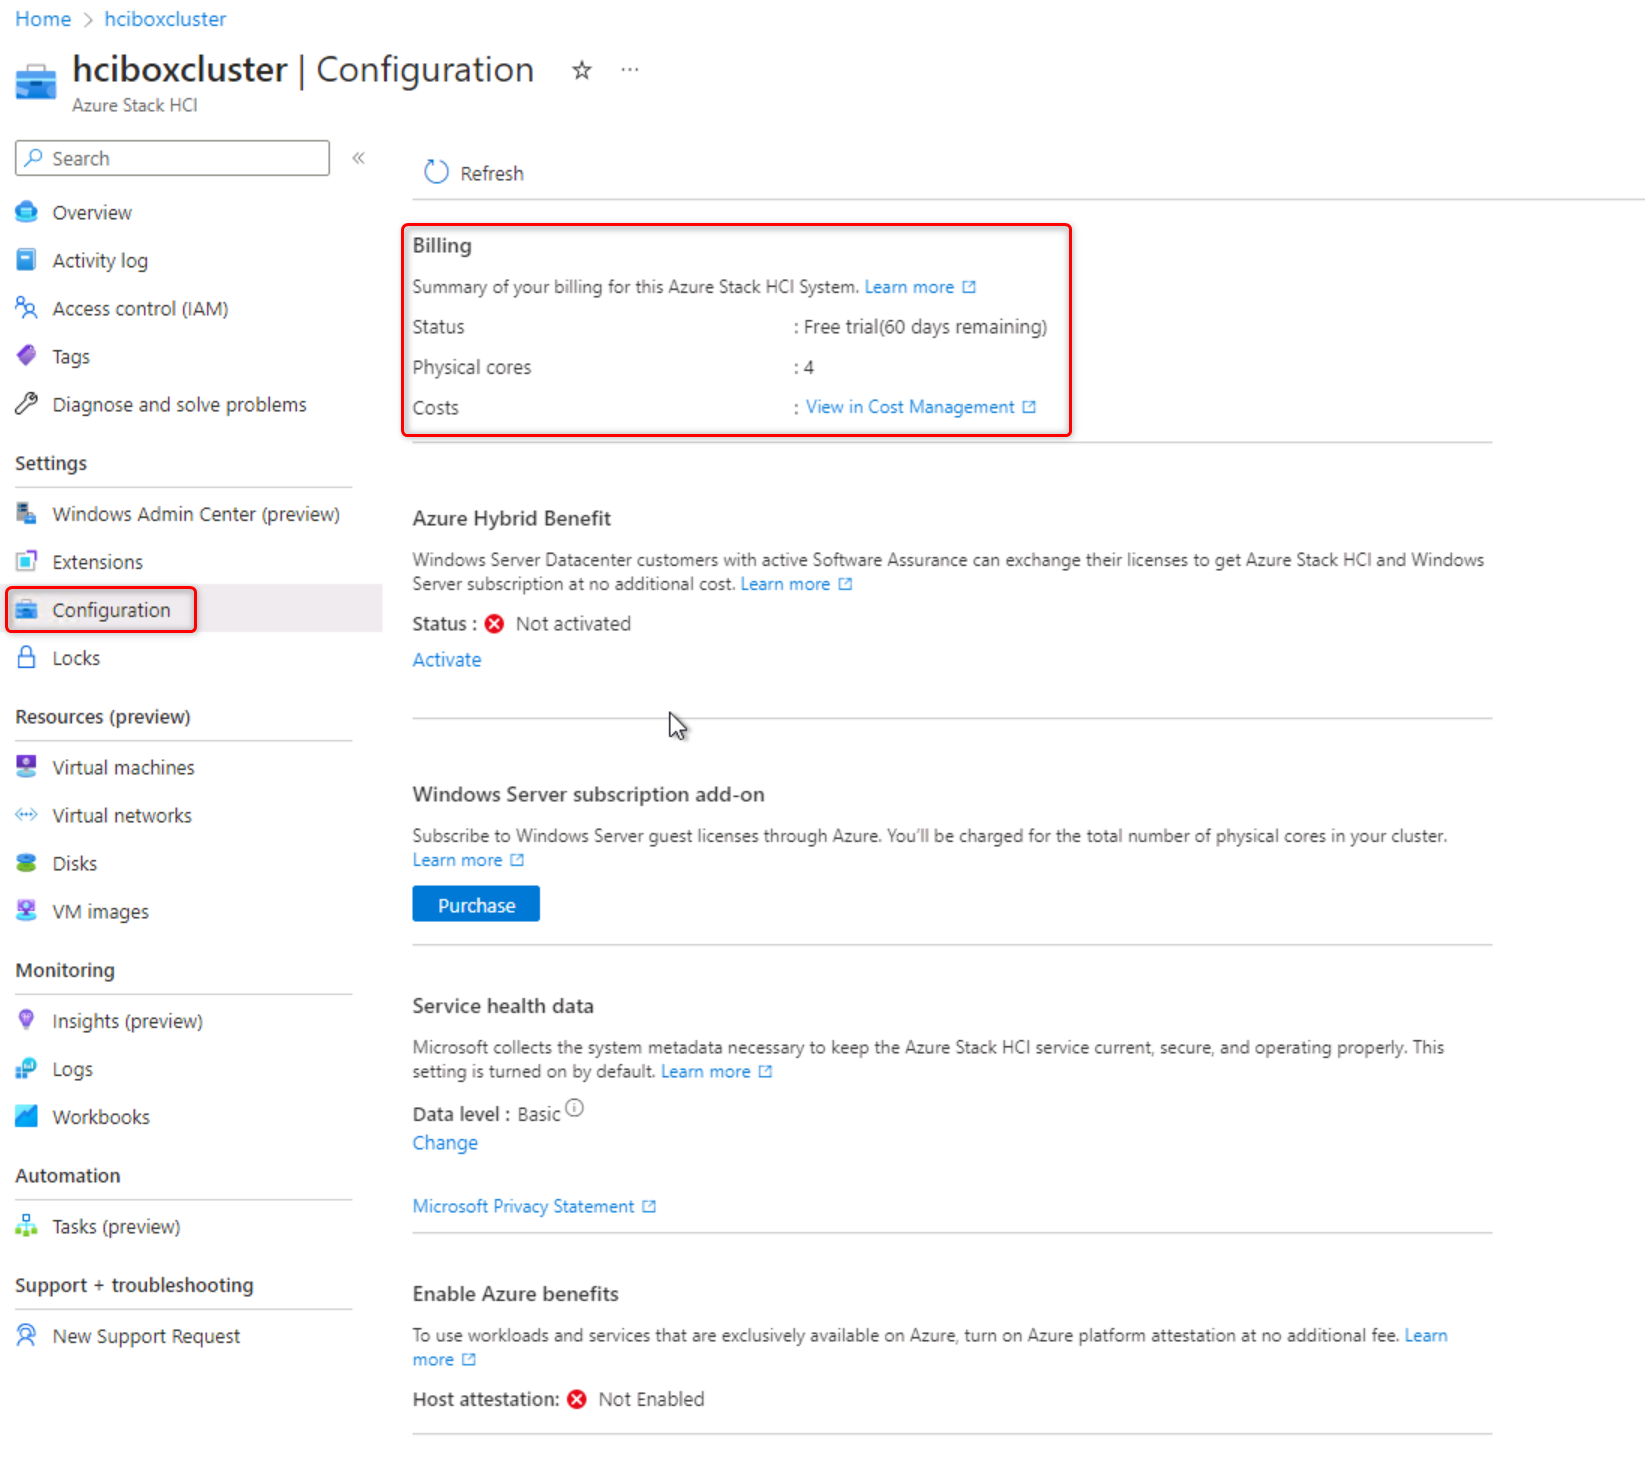 Home > hciboxcluster
hciboxcluster | Configuration
Azure Stack HCI
Search
Overview
Activity log
Access control (IAM)
Tags
Diagnose and solve problems
Settings
Windows Admin Center (preview)
Extensions
Configuration
Locks
Resources (preview)
Virtual machines
Virtual networks
Disks
VM images
Monitoring
Insights (preview)
Logs
Workbooks
Automation
Tasks (preview)
Support + troubleshooting
New Support Request
Refresh
Billing
Summary of your billing for this Azure Stack HCI System. Learn more
Status : Free trial(60 days remaining)
Physical cores : 4
Costs : View in Cost Management
Azure Hybrid Benefit
Windows Server Datacenter customers with active Software Assurance can exchange their licenses to get Azure Stack HCI and Windows
Server subscription at no additional cost. Learn more
Status : Not activated
Activate
Windows Server subscription add-on
Subscribe to Windows Server guest licenses through Azure. You'll be charged for the total number of physical cores in your cluster.
Learn more
Purchase
Service health data
Microsoft collects the system metadata necessary to keep the Azure Stack HCI service current, secure, and operating properly. This
setting is turned on by default. Learn more
Data level : Basic
Change
Microsoft Privacy Statement
Enable Azure benefits
To use workloads and services that are exclusively available on Azure, turn on Azure platform attestation at no additional fee. Learn
more
Host attestation: Not Enabled